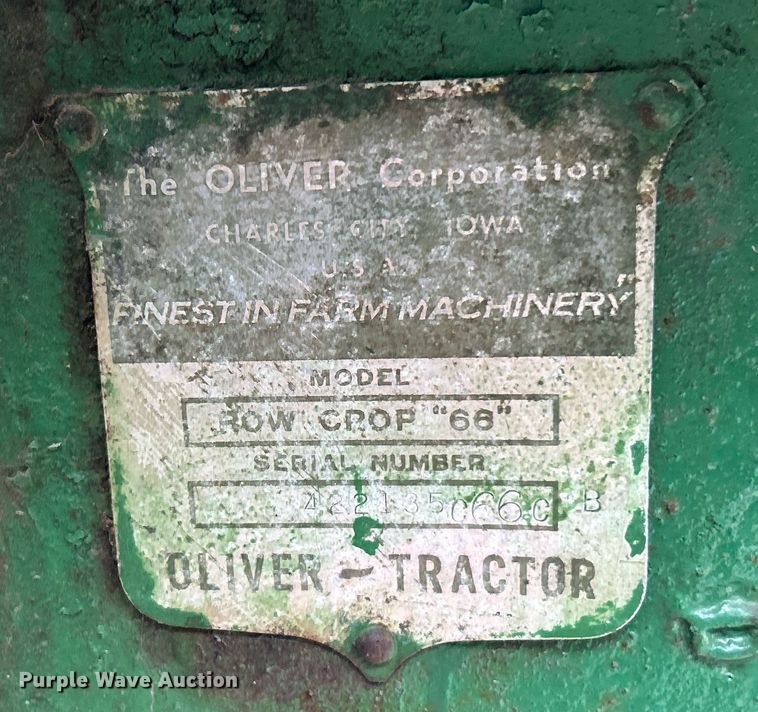 The OLIVER Corporation
CHARLES CITY, IOWA
U.S.A.
FINEST IN FARM MACHINERY"
MODEL
ROW CROP "66"
SERIAL NUMBER
422135C660 B
OLIVER - TRACTOR
Purple Wave Auction